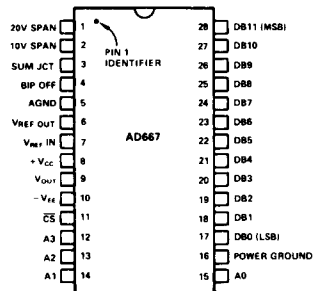 20V SPAN 1 28 DB11 (MSB)
10V SPAN 2 PIN 1 27 DB10
SUM JCT 3 IDENTIFIER 26 DB9
BIP OFF 4 25 DB8
AGND 5 24 DB7
VREF OUT 6 23 DB6
VREF IN 7 AD667 22 DB5
+VCC 8 21 DB4
VOUT 9 20 DB3
-VEE 10 19 DB2
CS 11 18 DB1
A3 12 17 DB0 (LSB)
A2 13 16 POWER GROUND
A1 14 15 A0